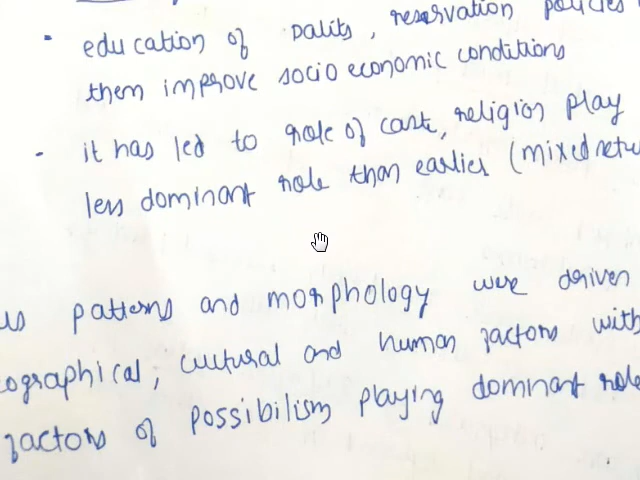 education of Dalits, reservation policies
them improve socio economic conditions
it has led to role of caste, religion play
less dominant role than earlier (mixed
us patterns and morphology were driven
ographical, cultural and human factors with
factors of possibilism playing dominant role